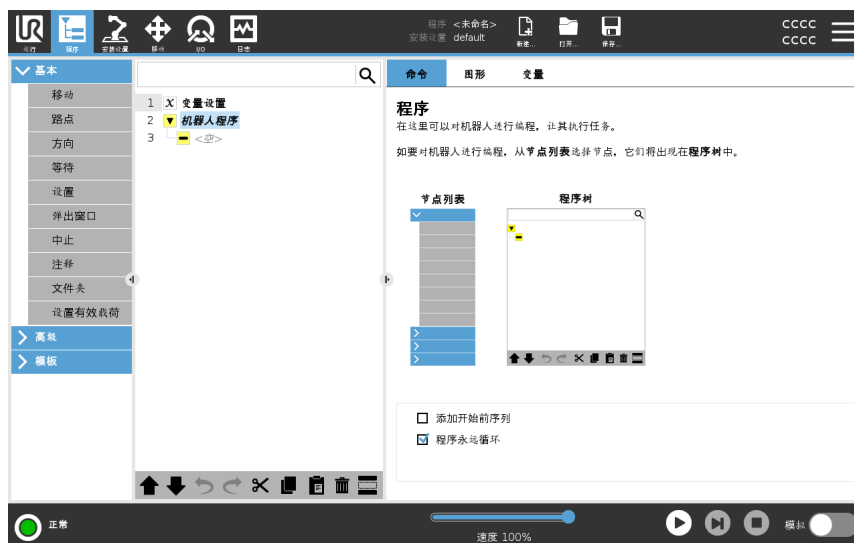 UR
运行
程序
安装设置
移动
I/O
日志
程序 <未命名>
安装设置 default
新建...
打开...
保存...
CCCC
CCCC
基本
移动
路点
方向
等待
设置
弹出窗口
中止
注释
文件夹
设置有效载荷
高级
模板
1 X 变量设置
2 机器人程序
3 <空>
命令 图形 变量
程序
在这里可以对机器人进行编程，让其执行任务。
如要对机器人进行编程，从节点列表选择节点，它们将出现在程序树中。
节点列表
程序树
添加开始前序列
程序永远循环
正常
速度 100%
模拟